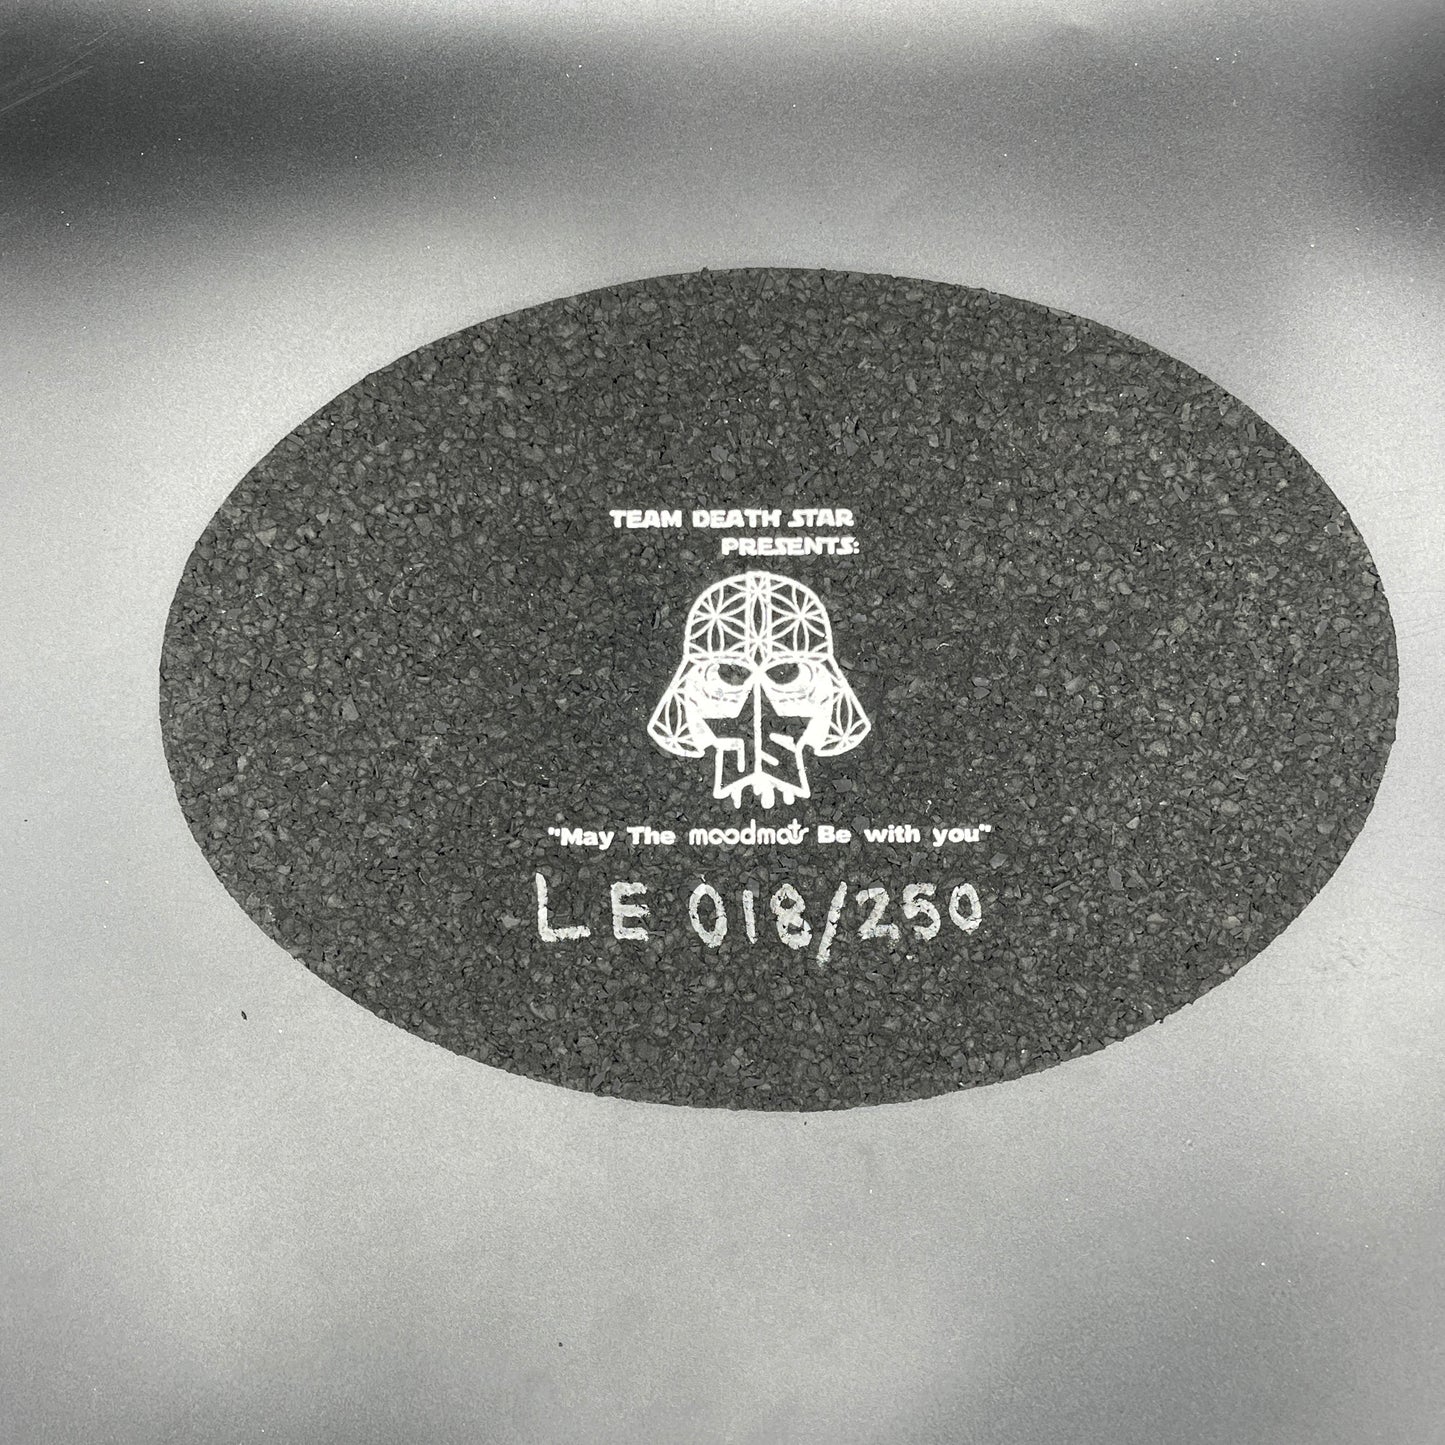 TEAM DEATH STAR
PRESENTS:
"May The moodmats Be with you"
LE 018/250